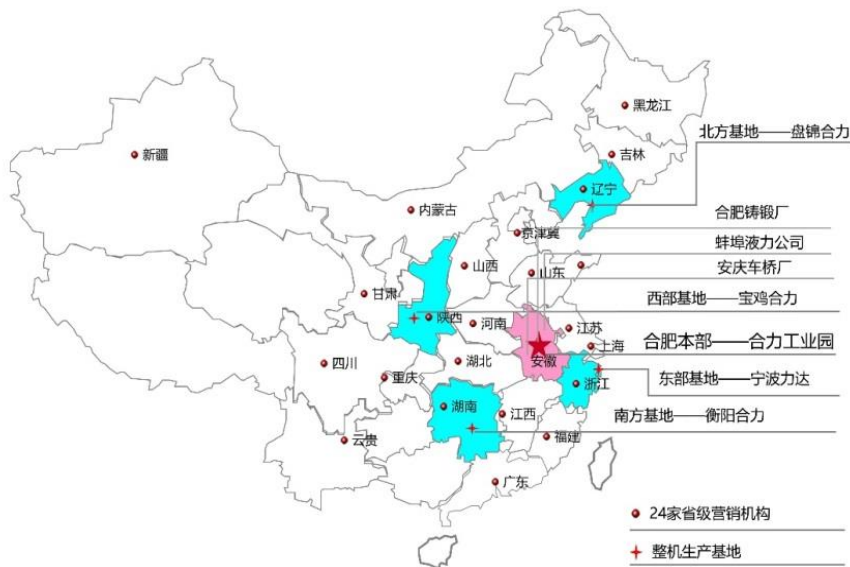 黑龙江
北方基地——盘锦合力
新疆
吉林
辽宁
内蒙古
合肥铸锻厂
京津冀
蚌埠液力公司
山西
山东
安庆车桥厂
甘肃
西部基地——宝鸡合力
陕西
河南
江苏
合肥本部——合力工业园
上海
四川
湖北
安徽
重庆
浙江
东部基地——宁波力达
湖南
江西
南方基地——衡阳合力
云贵
福建
广东
24家省级营销机构
整机生产基地